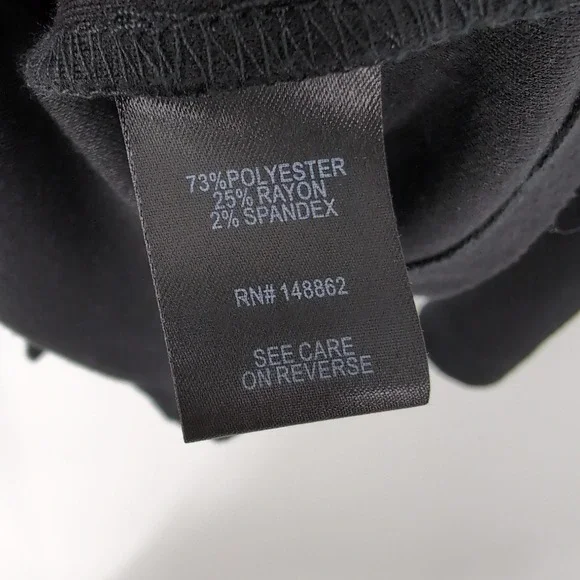 73%POLYESTER
25% RAYON
2% SPANDEX
RN# 148862
SEE CARE
ON REVERSE